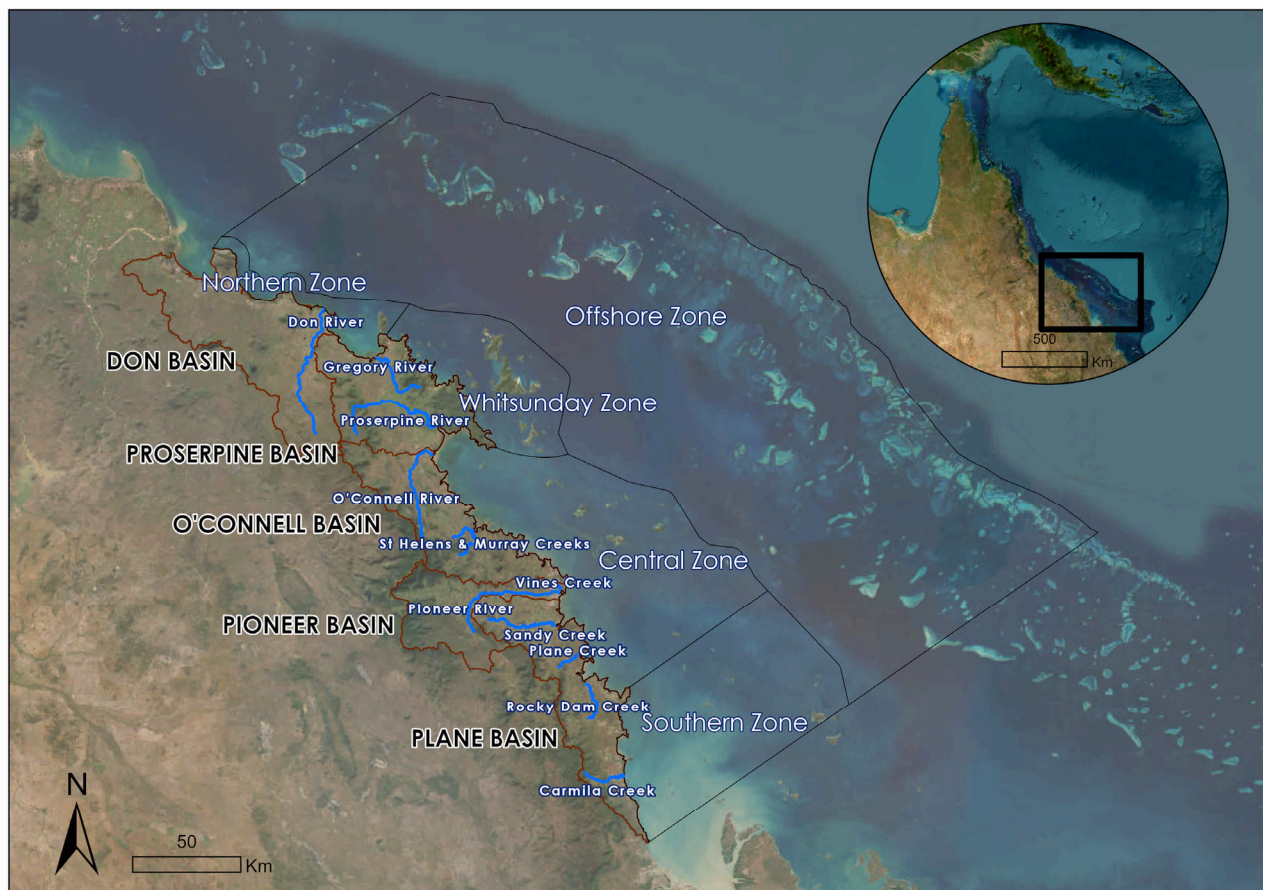 500
Km
Northern Zone
Don River
Offshore Zone
DON BASIN
Gregory River
Whitsunday Zone
Proserpine River
PROSERPINE BASIN
O'Connell River
O'CONNELL BASIN
St Helens & Murray Creeks
Central Zone
Vines Creek
Pioneer River
PIONEER BASIN
Sandy Creek
Plane Creek
Rocky Dam Creek
Southern Zone
PLANE BASIN
Carmila Creek
N
50
Km